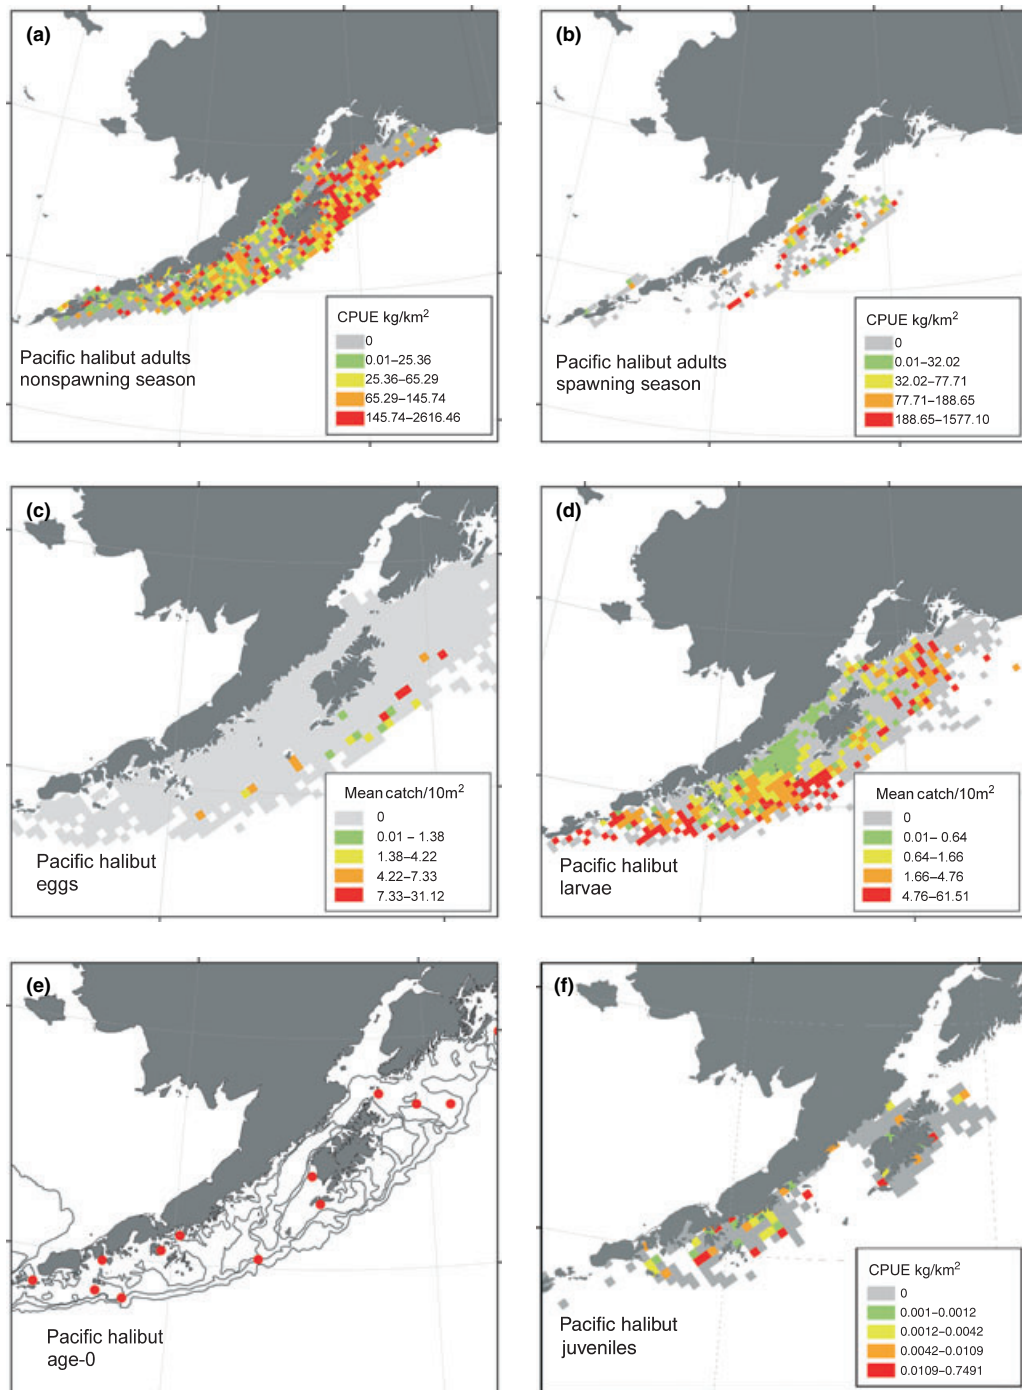 (a)
CPUE kg/km²
0
0.01–25.36
25.36–65.29
65.29–145.74
145.74–2616.46
Pacific halibut adults
nonspawning season
(b)
CPUE kg/km²
0
0.01–32.02
32.02–77.71
77.71–188.65
188.65–1577.10
Pacific halibut adults
spawning season
(c)
Mean catch/10m²
0
0.01 – 1.38
1.38–4.22
4.22–7.33
7.33–31.12
Pacific halibut
eggs
(d)
Mean catch/10m²
0
0.01– 0.64
0.64–1.66
1.66–4.76
4.76–61.51
Pacific halibut
larvae
(e)
Pacific halibut
age-0
(f)
CPUE kg/km²
0
0.001–0.0012
0.0012–0.0042
0.0042–0.0109
0.0109–0.7491
Pacific halibut
juveniles